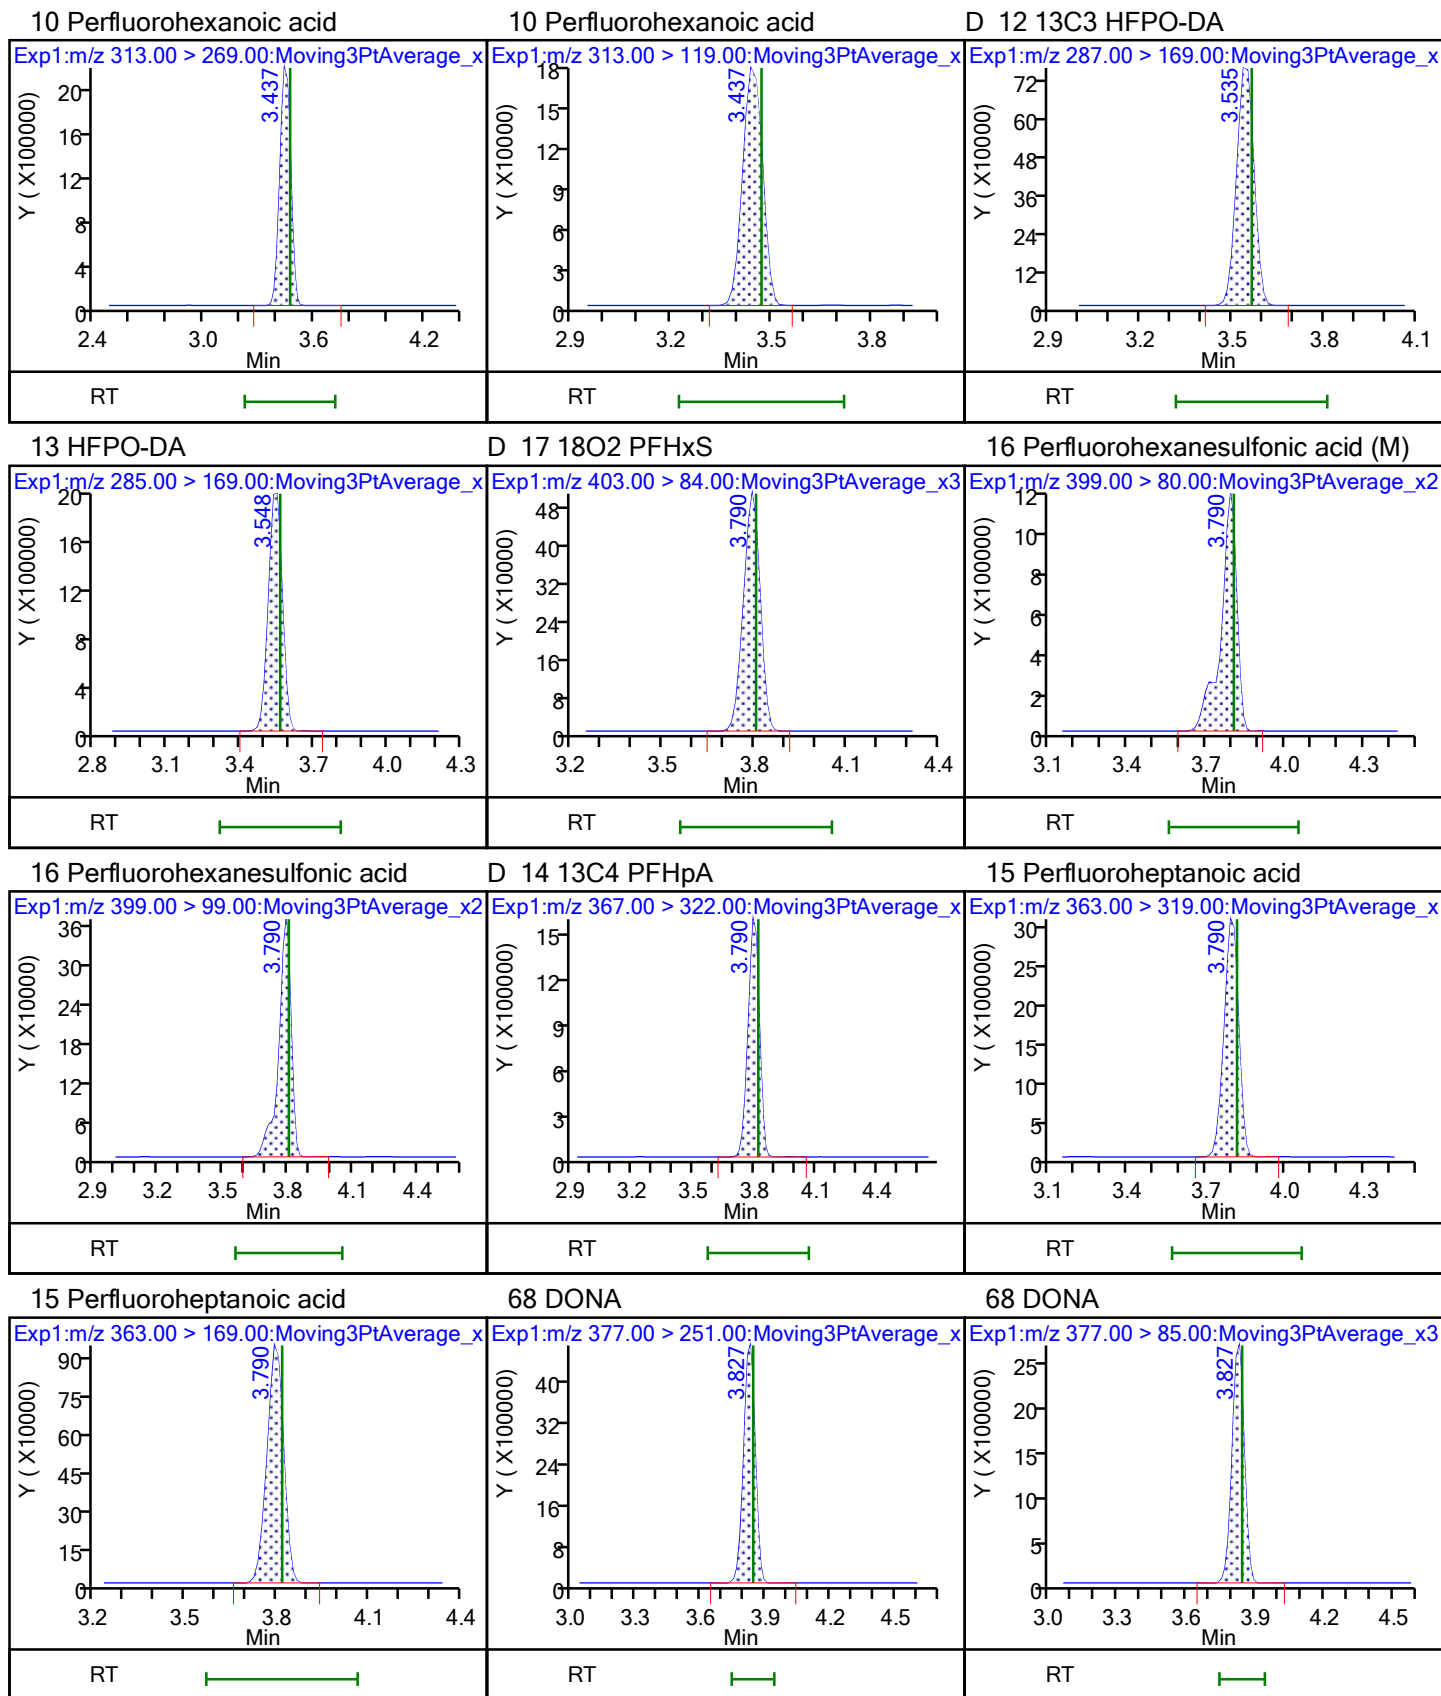 10 Perfluorohexanoic acid
Exp1:m/z 313.00 > 269.00:Moving3PtAverage_x
3.437
Y ( X100000)
20
16
12
8
4
0
2.4 3.0 3.6 4.2
Min
RT
10 Perfluorohexanoic acid
Exp1:m/z 313.00 > 119.00:Moving3PtAverage_x
3.437
Y ( X10000)
18
15
12
9
6
3
0
2.9 3.2 3.5 3.8
Min
RT
D 12 13C3 HFPO-DA
Exp1:m/z 287.00 > 169.00:Moving3PtAverage_x
3.535
Y ( X10000)
72
60
48
36
24
12
0
2.9 3.2 3.5 3.8 4.1
Min
RT
13 HFPO-DA
Exp1:m/z 285.00 > 169.00:Moving3PtAverage_x
3.548
Y ( X100000)
20
16
12
8
4
0
2.8 3.1 3.4 3.7 4.0 4.3
Min
RT
D 17 18O2 PFHxS
Exp1:m/z 403.00 > 84.00:Moving3PtAverage_x3
3.790
Y ( X10000)
48
40
32
24
16
8
0
3.2 3.5 3.8 4.1 4.4
Min
RT
16 Perfluorohexanesulfonic acid (M)
Exp1:m/z 399.00 > 80.00:Moving3PtAverage_x2
3.790
Y ( X100000)
12
10
8
6
4
2
0
3.1 3.4 3.7 4.0 4.3
Min
RT
16 Perfluorohexanesulfonic acid
Exp1:m/z 399.00 > 99.00:Moving3PtAverage_x2
3.790
Y ( X10000)
36
30
24
18
12
6
0
2.9 3.2 3.5 3.8 4.1 4.4
Min
RT
D 14 13C4 PFHpA
Exp1:m/z 367.00 > 322.00:Moving3PtAverage_x
3.790
Y ( X100000)
15
12
9
6
3
0
2.9 3.2 3.5 3.8 4.1 4.4
Min
RT
15 Perfluoroheptanoic acid
Exp1:m/z 363.00 > 319.00:Moving3PtAverage_x
3.790
Y ( X100000)
30
25
20
15
10
5
0
3.1 3.4 3.7 4.0 4.3
Min
RT
15 Perfluoroheptanoic acid
Exp1:m/z 363.00 > 169.00:Moving3PtAverage_x
3.790
Y ( X10000)
90
75
60
45
30
15
0
3.2 3.5 3.8 4.1 4.4
Min
RT
68 DONA
Exp1:m/z 377.00 > 251.00:Moving3PtAverage_x
3.827
Y ( X100000)
40
32
24
16
8
0
3.0 3.3 3.6 3.9 4.2 4.5
Min
RT
68 DONA
Exp1:m/z 377.00 > 85.00:Moving3PtAverage_x3
3.827
Y ( X100000)
25
20
15
10
5
0
3.0 3.3 3.6 3.9 4.2 4.5
Min
RT